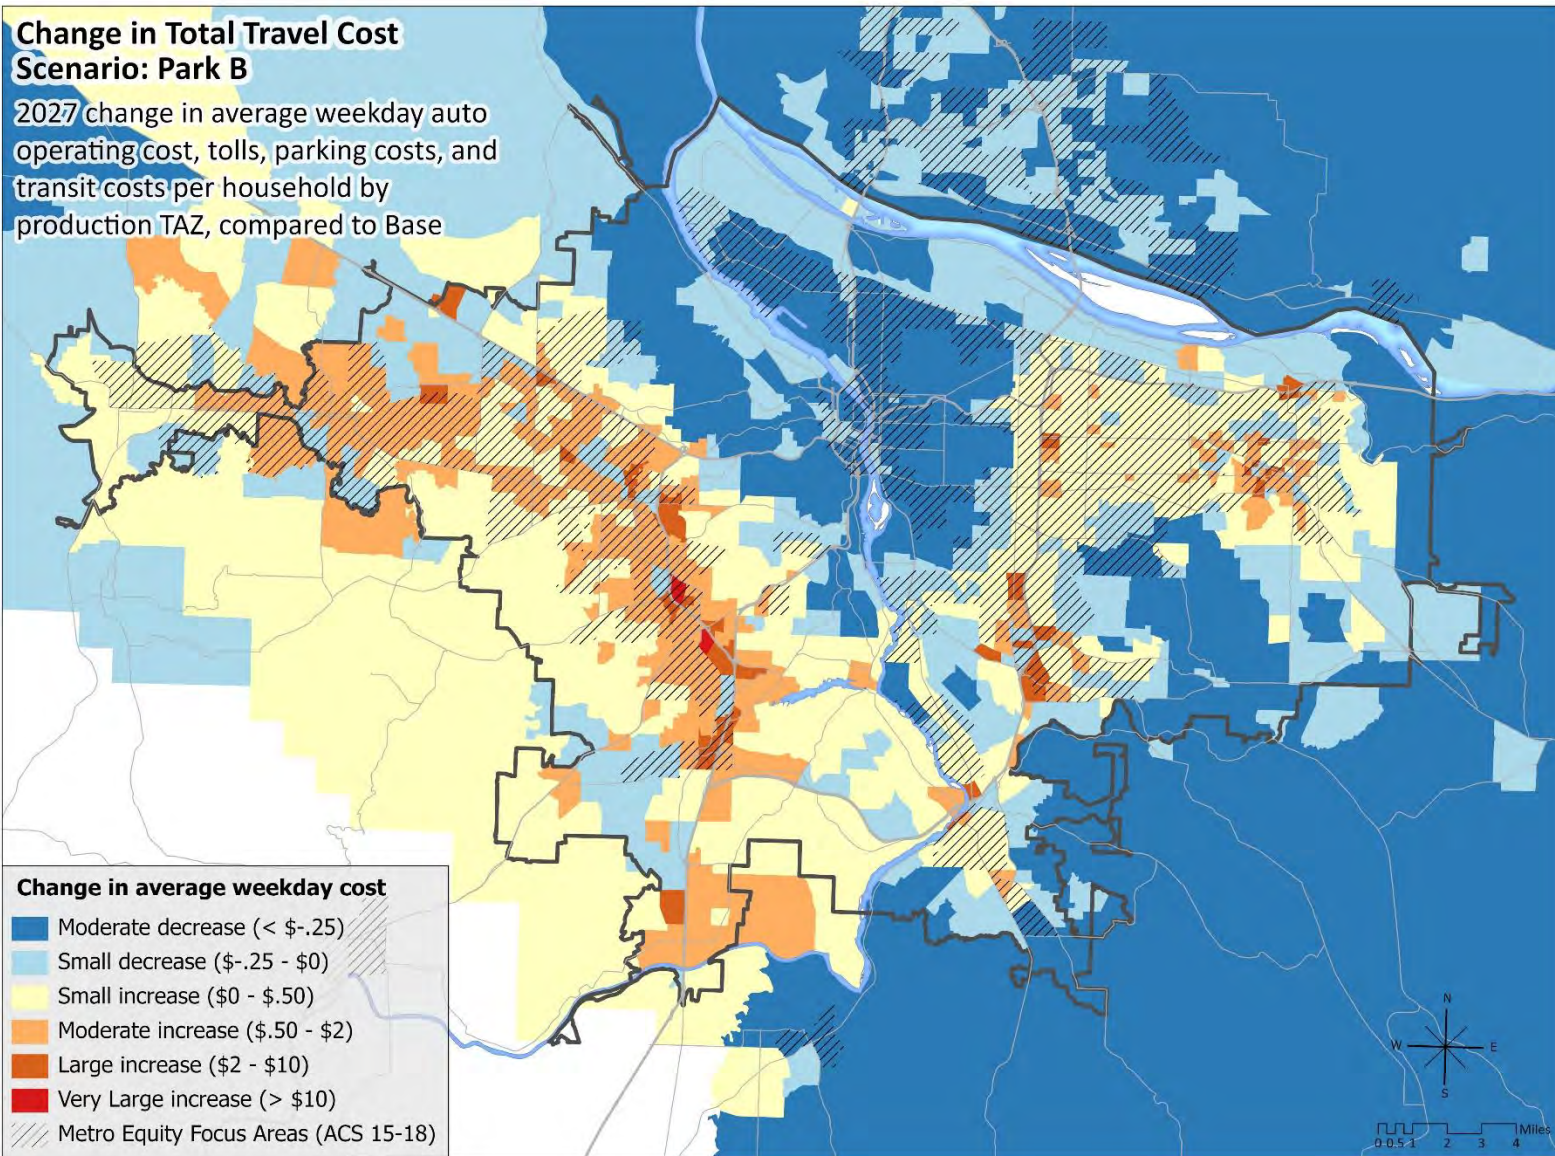 Change in Total Travel Cost
Scenario: Park B
2027 change in average weekday auto
operating cost, tolls, parking costs, and
transit costs per household by
production TAZ, compared to Base
Change in average weekday cost
Moderate decrease (< $-.25)
Small decrease ($-.25 - $0)
Small increase ($0 - $.50)
Moderate increase ($.50 - $2)
Large increase ($2 - $10)
Very Large increase (> $10)
Metro Equity Focus Areas (ACS 15-18)
N
W E
S
Miles
0 0.5 1 2 3 4